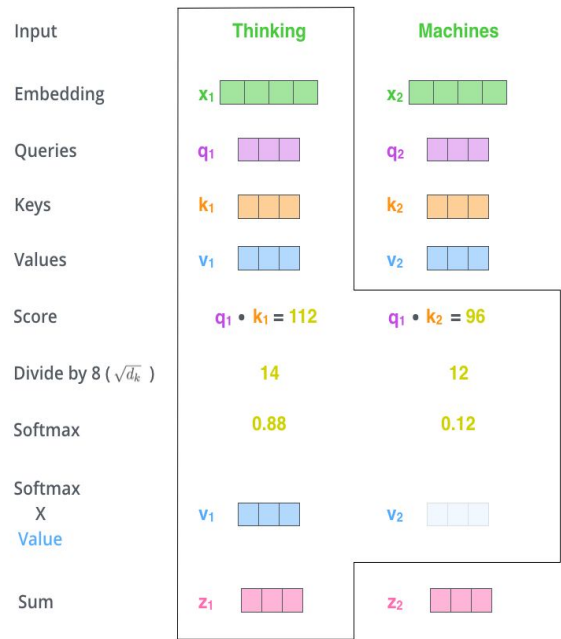 Input Thinking Machines
Embedding x₁ x₂
Queries q₁ q₂
Keys k₁ k₂
Values v₁ v₂
Score q₁ • k₁ = 112 q₁ • k₂ = 96
Divide by 8 ( √dₖ ) 14 12
Softmax 0.88 0.12
Softmax
X v₁ v₂
Value
Sum z₁ z₂